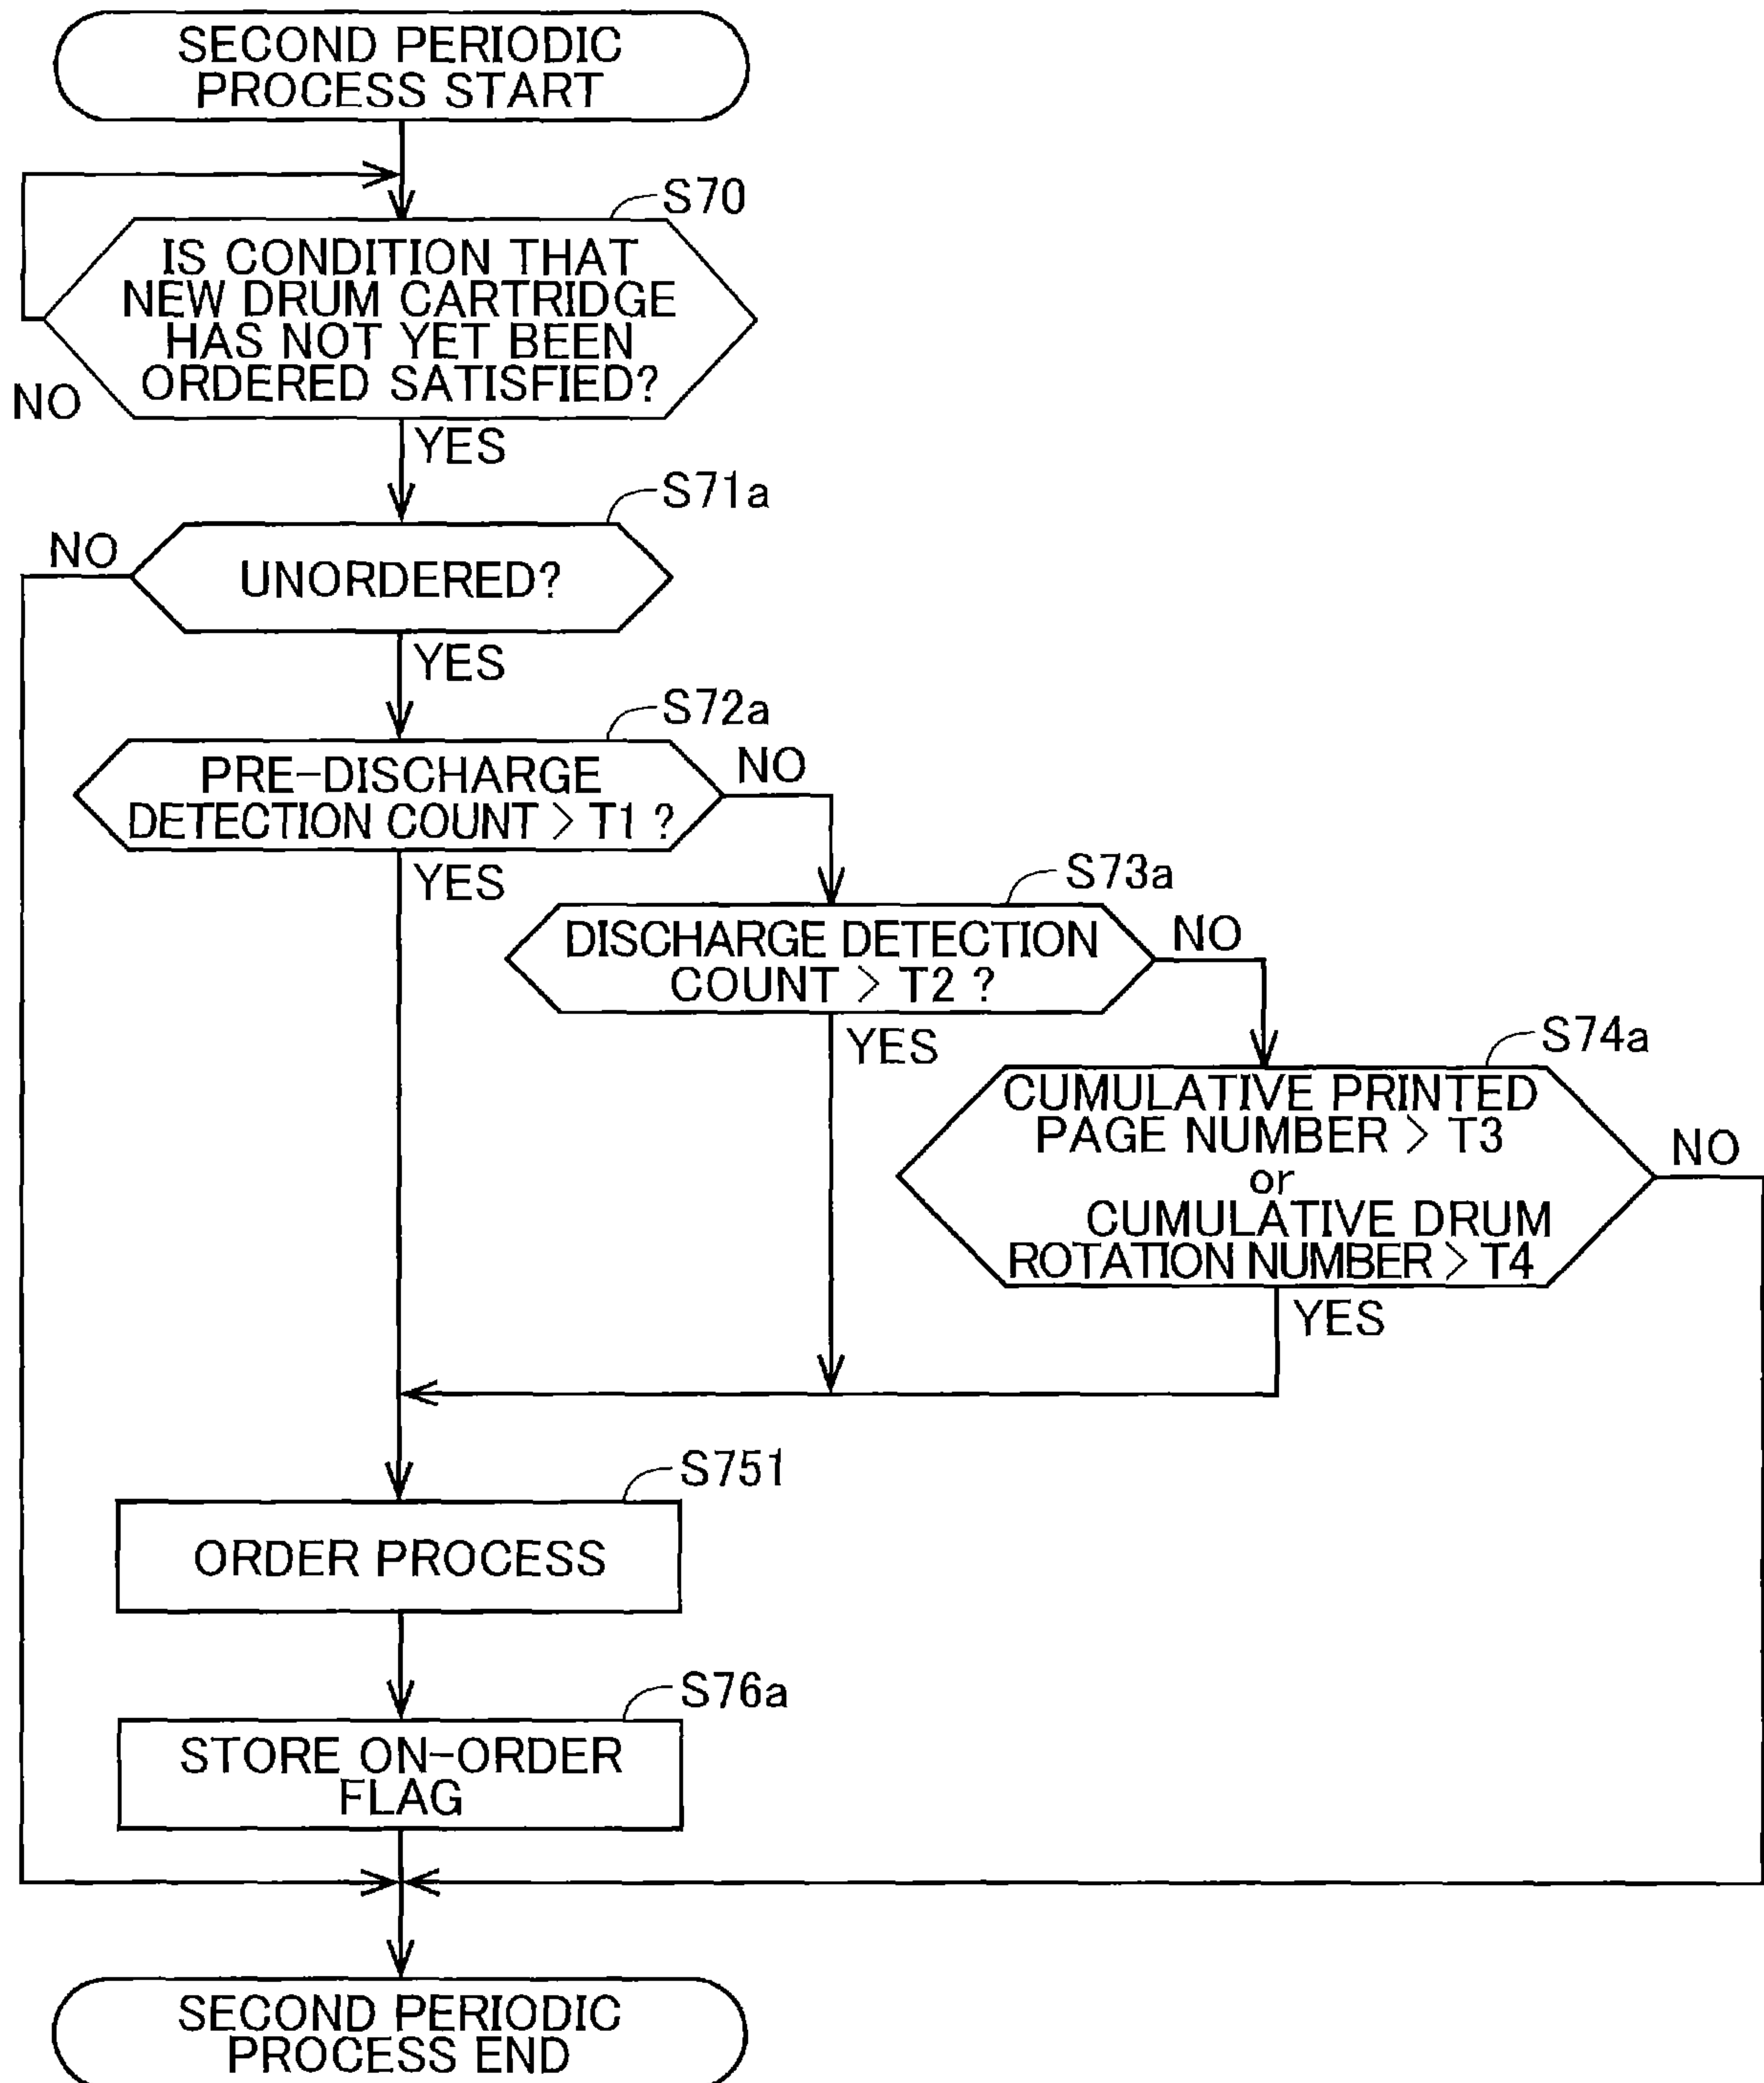 SECOND PERIODIC
PROCESS START
S70
IS CONDITION THAT
NEW DRUM CARTRIDGE
HAS NOT YET BEEN
ORDERED SATISFIED?
NO
YES
S71a
NO
UNORDERED?
YES
S72a
PRE-DISCHARGE
DETECTION COUNT > T1 ?
NO
YES
S73a
DISCHARGE DETECTION
COUNT > T2 ?
NO
YES
S74a
CUMULATIVE PRINTED
PAGE NUMBER > T3
or
CUMULATIVE DRUM
ROTATION NUMBER > T4
NO
YES
S751
ORDER PROCESS
S76a
STORE ON-ORDER
FLAG
SECOND PERIODIC
PROCESS END